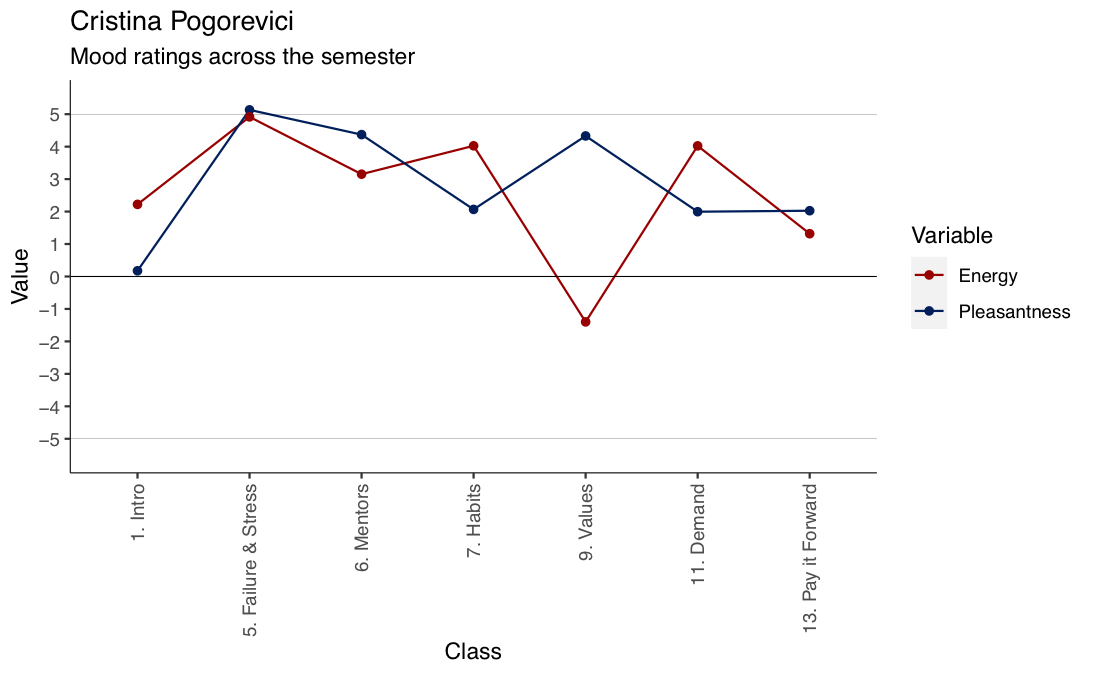 Cristina Pogorevici
Mood ratings across the semester
Value
5
4
3
2
1
0
−1
−2
−3
−4
−5
1. Intro
5. Failure & Stress
6. Mentors
7. Habits
9. Values
11. Demand
13. Pay it Forward
Class
Variable
Energy
Pleasantness